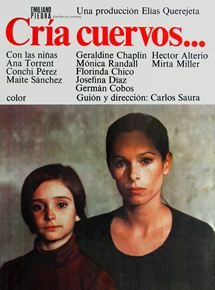 EMILIANO
PIEDRA
Una producción Elías Querejeta
Cría cuervos...
Con las niñas
Ana Torrent
Conchi Pérez
Maite Sánchez
Geraldine Chaplin
Mónica Randall
Florinda Chico
Josefina Díaz
Germán Cobos
Hector Alterio
Mirta Miller
color
Guión y dirección: Carlos Saura